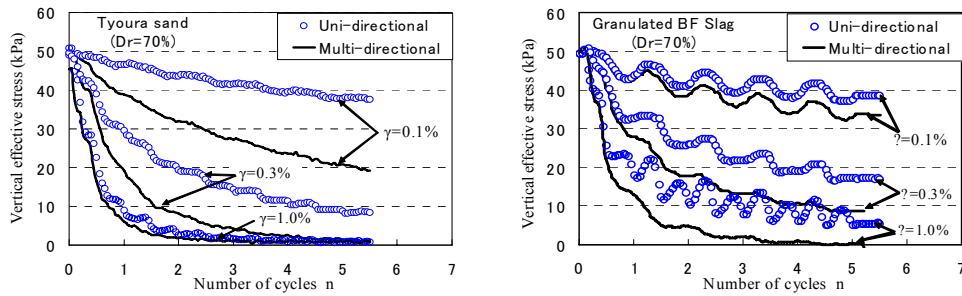 Tyoura sand
(Dr=70%)
Uni-directional
Multi-directional
Vertical effective stress (kPa)
60
50
40
30
20
10
0
γ=0.1%
γ=0.3%
γ=1.0%
0 1 2 3 4 5 6 7
Number of cycles n
Granulated BF Slag
(Dr=70%)
Uni-directional
Multi-directional
Vertical effective stress (kPa)
60
50
40
30
20
10
0
?=0.1%
?=0.3%
?=1.0%
0 1 2 3 4 5 6 7
Number of cycles n